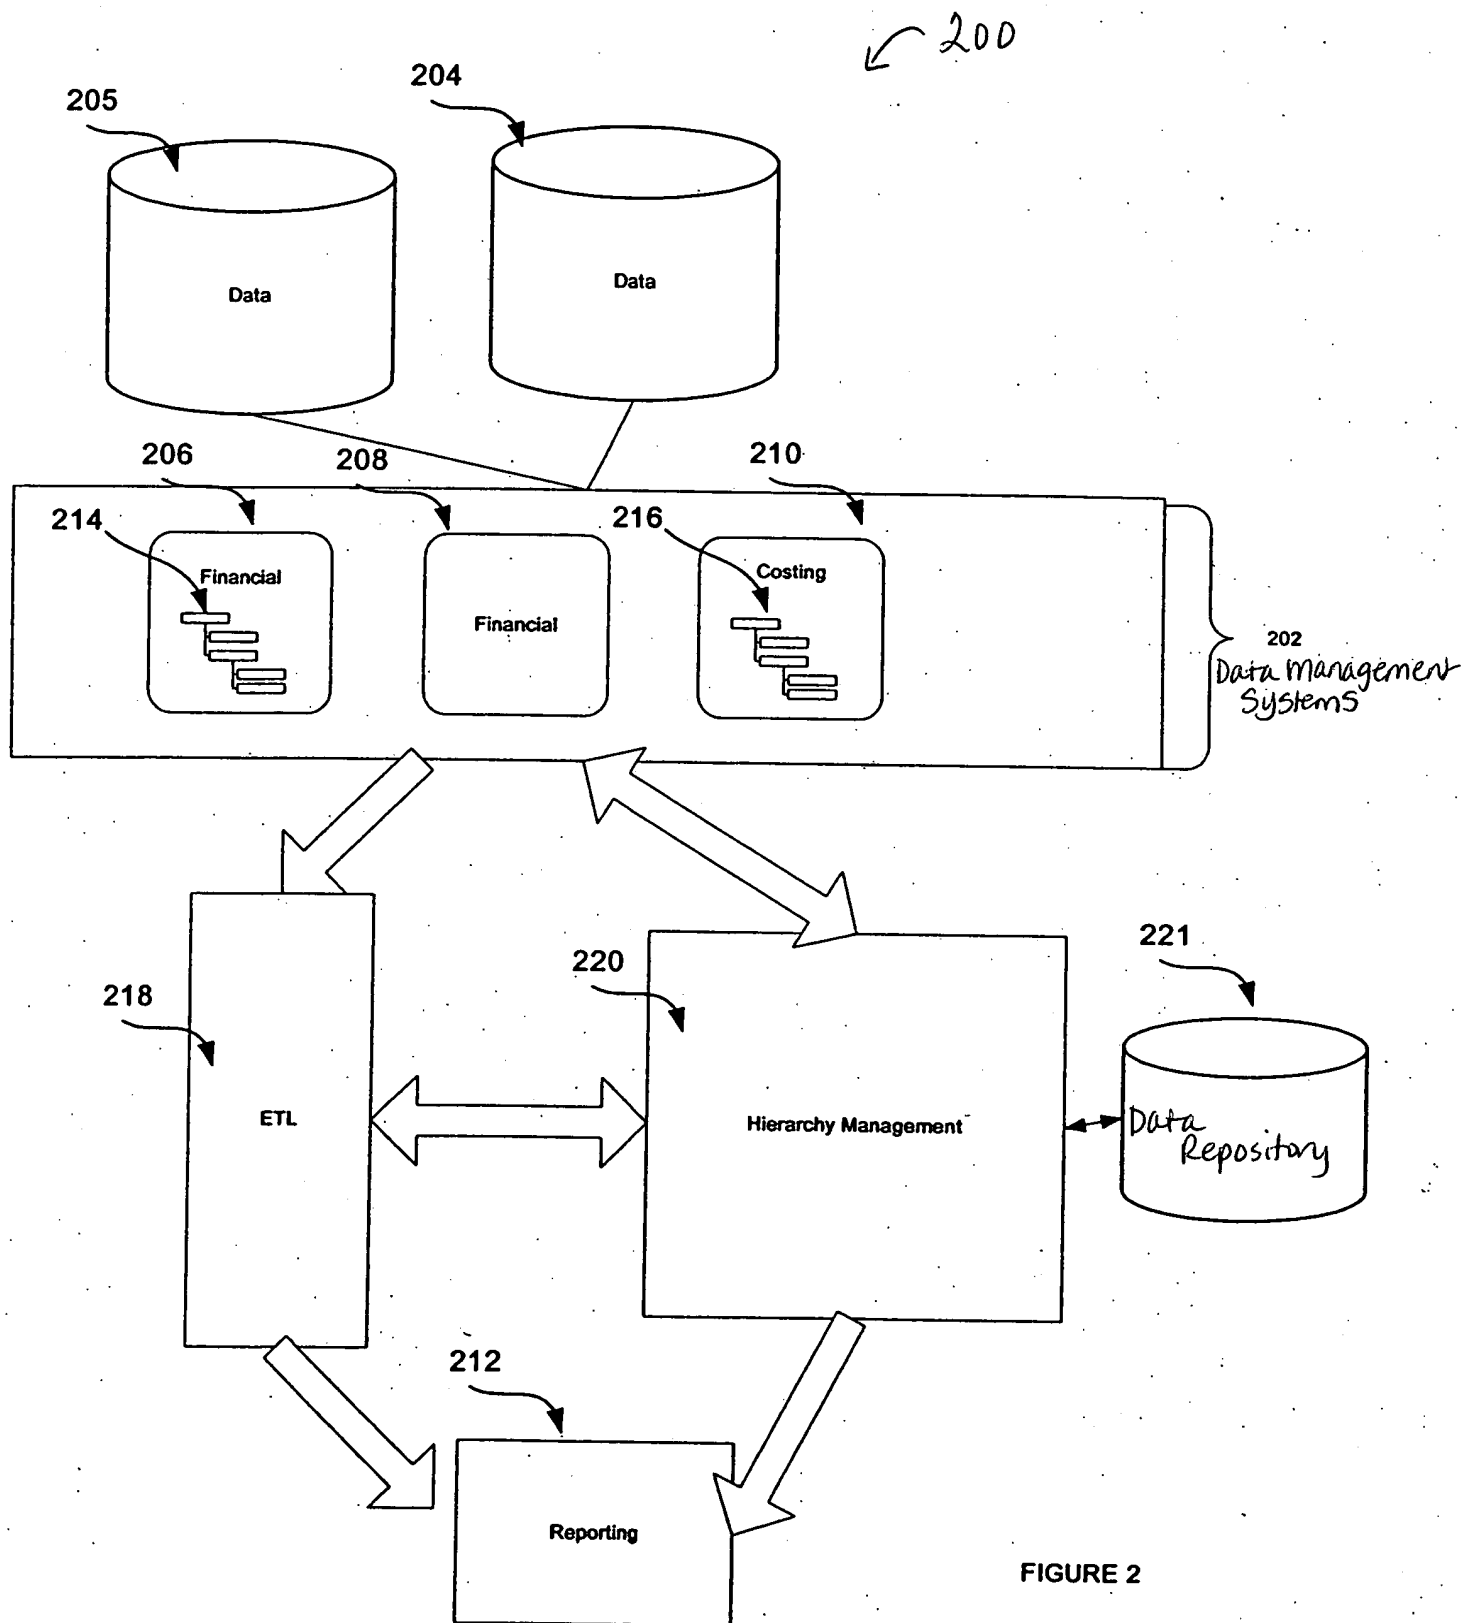 200
205
204
Data
Data
206
208
210
214
216
Financial
Financial
Costing
202
Data Management
Systems
218
220
221
ETL
Hierarchy Management
Data
Repository
212
Reporting
FIGURE 2